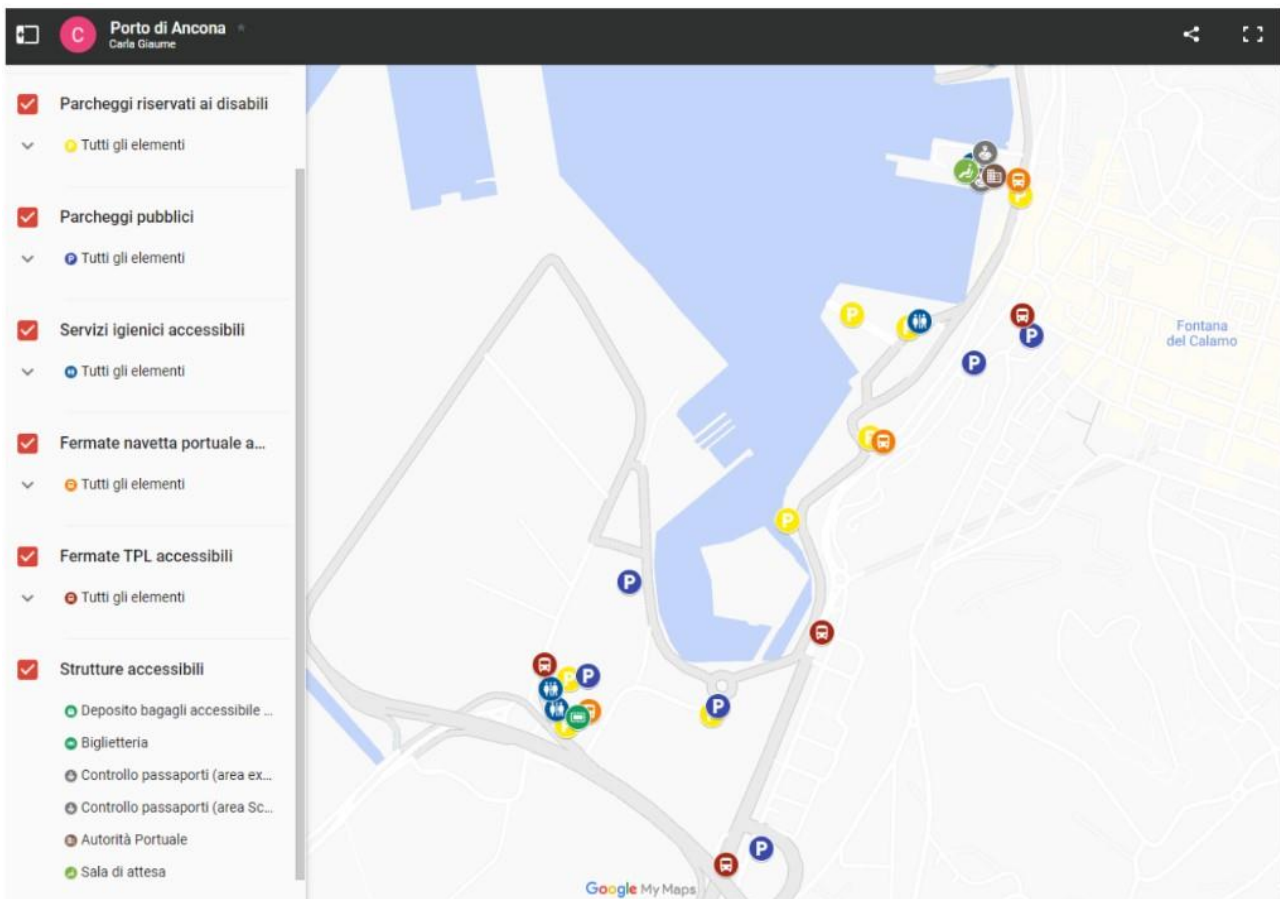 C
Porto di Ancona
Carla Giaume
Parcheggi riservati ai disabili
P Tutti gli elementi
Parcheggi pubblici
P Tutti gli elementi
Servizi igienici accessibili
Tutti gli elementi
Fermate navetta portuale a...
Tutti gli elementi
Fermate TPL accessibili
Tutti gli elementi
Strutture accessibili
Deposito bagagli accessibile ...
Biglietteria
Controllo passaporti (area ex...
Controllo passaporti (area Sc...
Autorità Portuale
Sala di attesa
P
P
P
P
P
P
P
P
P
P
P
P
P
Fontana
del Calamo
Google My Maps